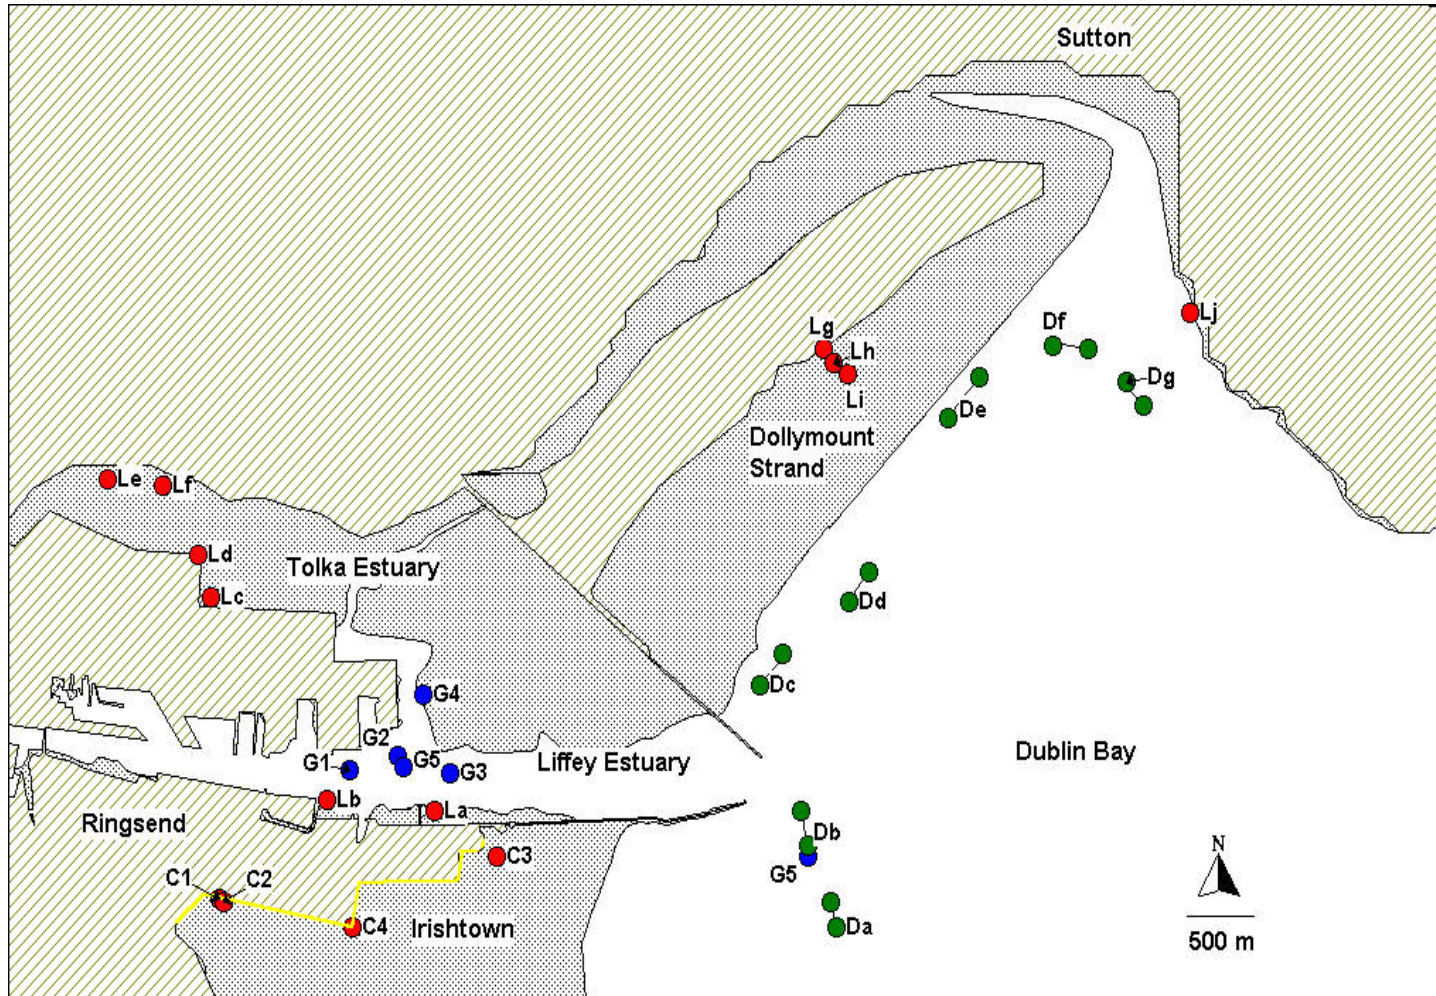 Sutton
Lj
Df
Lg
Lh
Dg
Li
De
Dollymount
Strand
Le
Lf
Ld
Tolka Estuary
Lc
Dd
Dc
G4
G2
G5
G1
G3
Liffey Estuary
Dublin Bay
Lb
La
Ringsend
Db
N
C3
G5
C1
C2
C4
Irishtown
Da
500 m